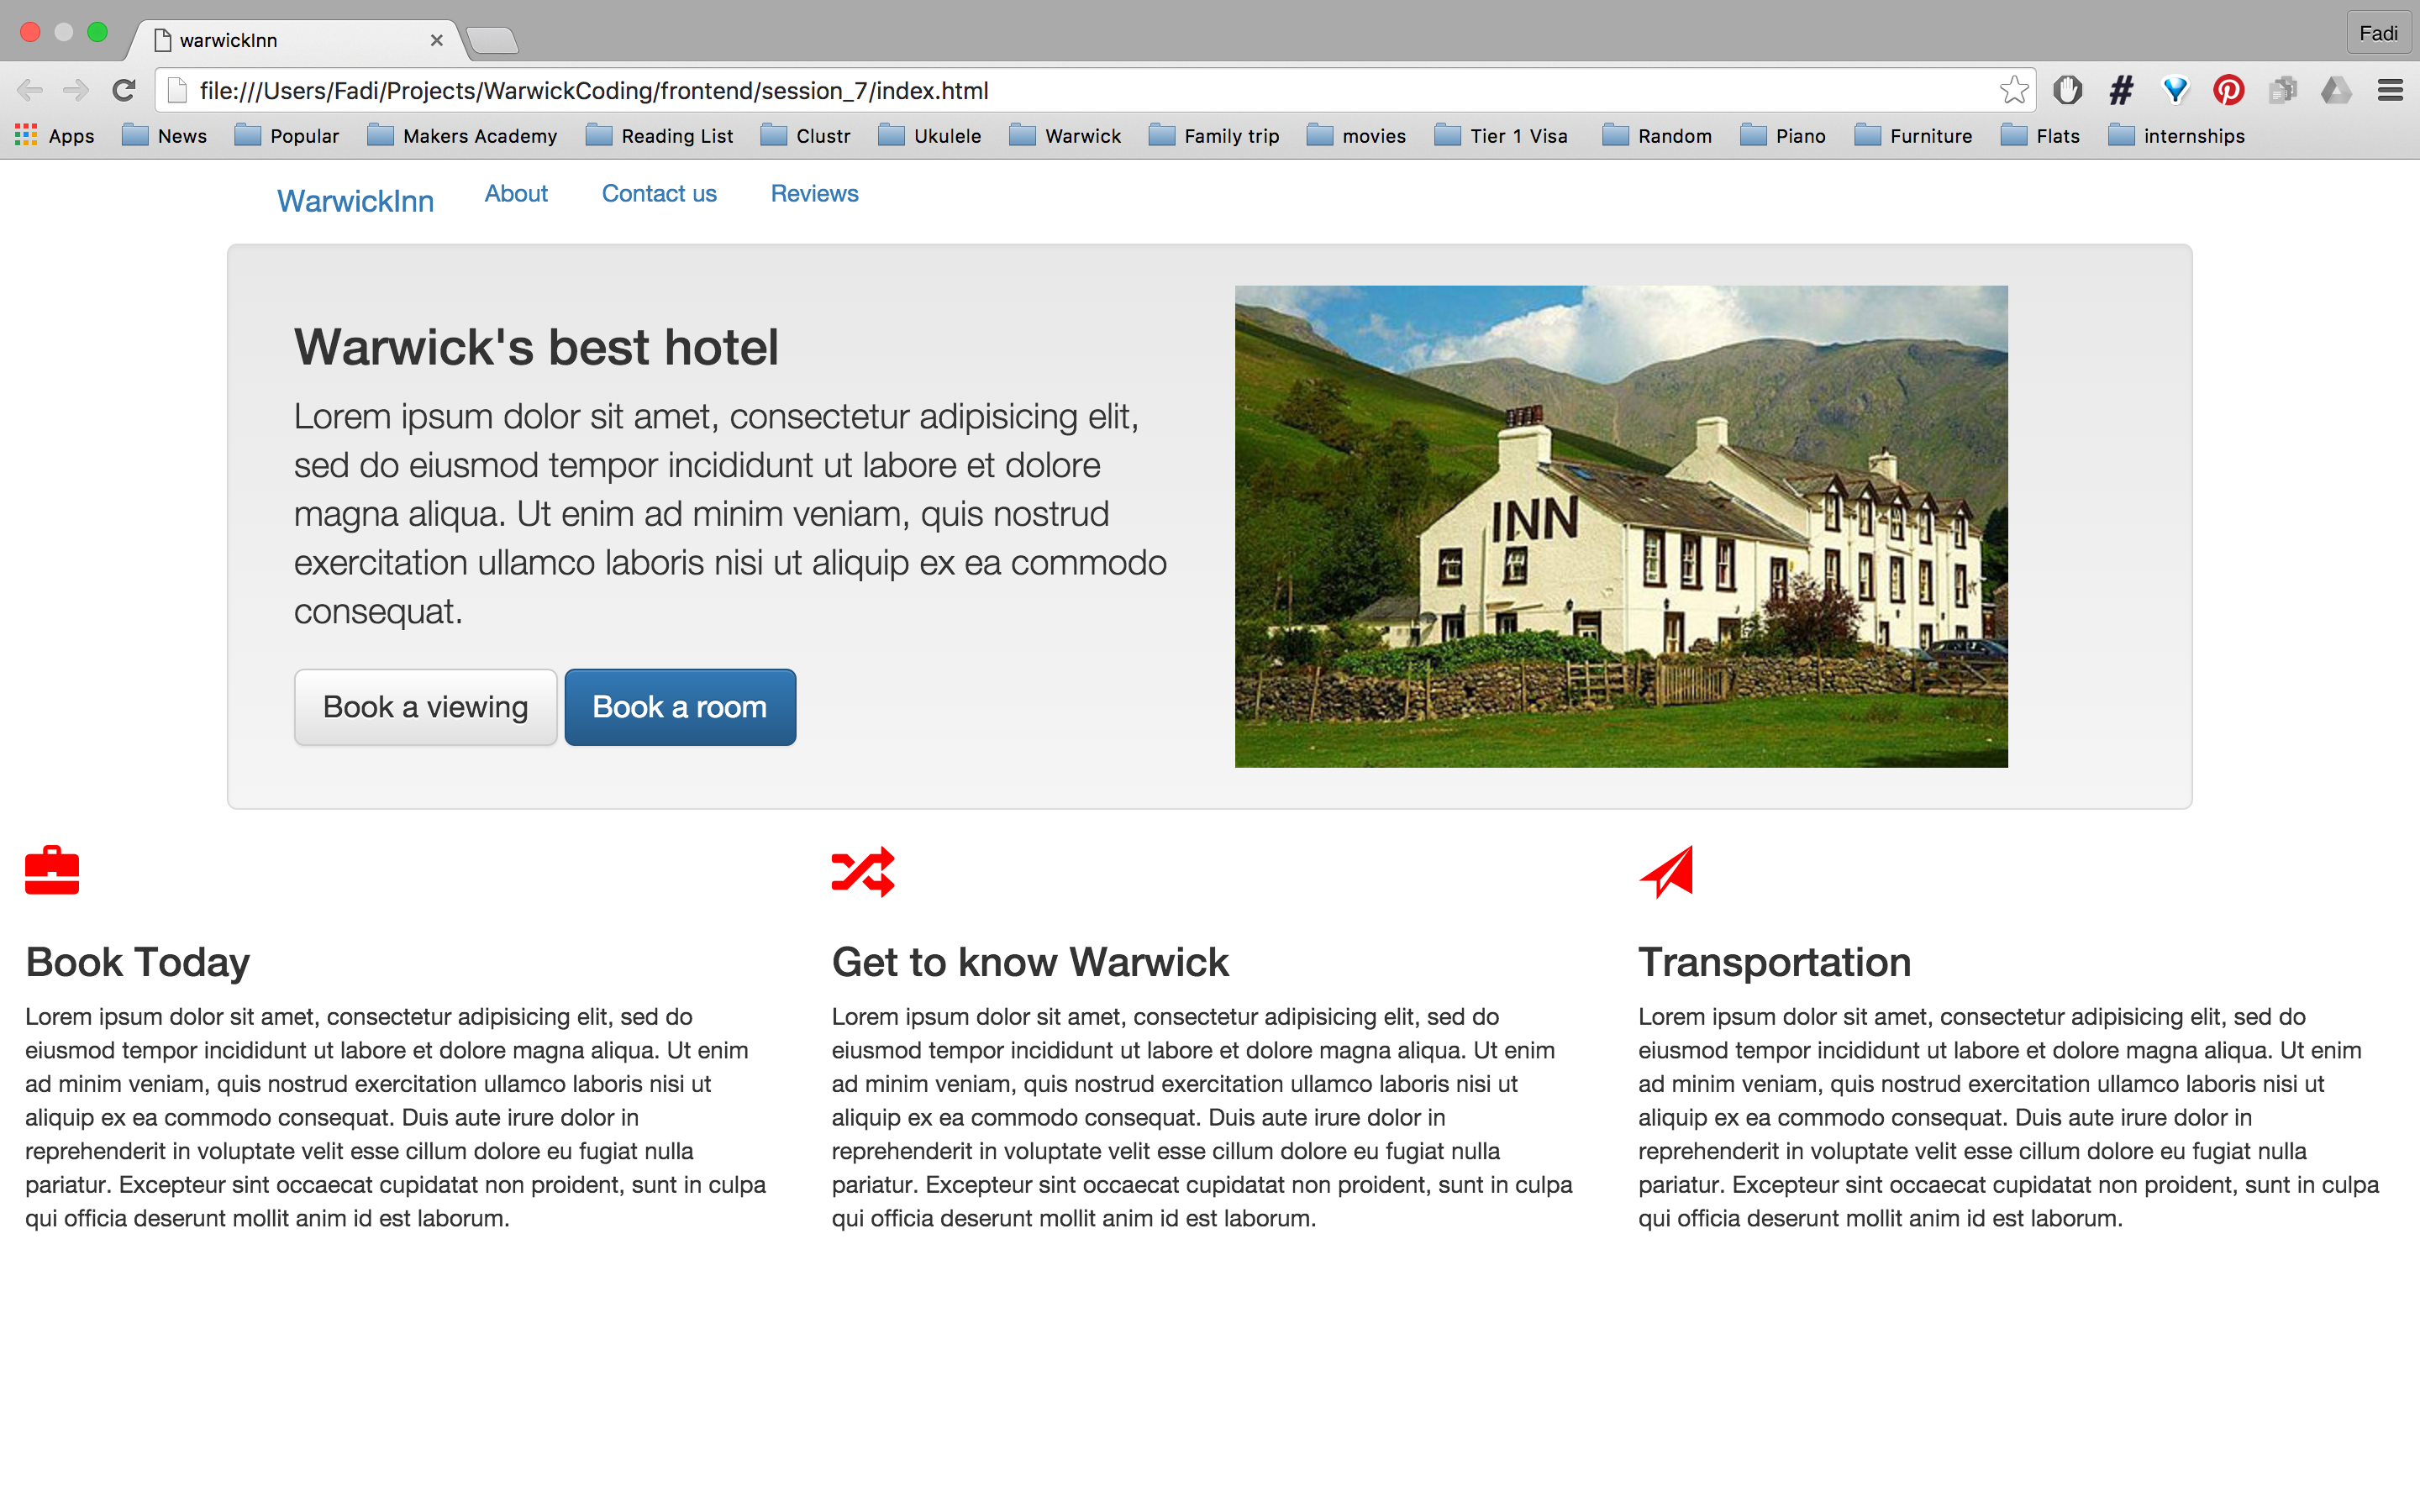 warwickInn
Fadi
file:///Users/Fadi/Projects/WarwickCoding/frontend/session_7/index.html
Apps News Popular Makers Academy Reading List Clustr Ukulele Warwick Family trip movies Tier 1 Visa Random Piano Furniture Flats internships
WarwickInn About Contact us Reviews
Warwick's best hotel
Lorem ipsum dolor sit amet, consectetur adipisicing elit,
sed do eiusmod tempor incididunt ut labore et dolore
magna aliqua. Ut enim ad minim veniam, quis nostrud
exercitation ullamco laboris nisi ut aliquip ex ea commodo
consequat.
Book a viewing Book a room
INN
Book Today
Lorem ipsum dolor sit amet, consectetur adipisicing elit, sed do
eiusmod tempor incididunt ut labore et dolore magna aliqua. Ut enim
ad minim veniam, quis nostrud exercitation ullamco laboris nisi ut
aliquip ex ea commodo consequat. Duis aute irure dolor in
reprehenderit in voluptate velit esse cillum dolore eu fugiat nulla
pariatur. Excepteur sint occaecat cupidatat non proident, sunt in culpa
qui officia deserunt mollit anim id est laborum.
Get to know Warwick
Lorem ipsum dolor sit amet, consectetur adipisicing elit, sed do
eiusmod tempor incididunt ut labore et dolore magna aliqua. Ut enim
ad minim veniam, quis nostrud exercitation ullamco laboris nisi ut
aliquip ex ea commodo consequat. Duis aute irure dolor in
reprehenderit in voluptate velit esse cillum dolore eu fugiat nulla
pariatur. Excepteur sint occaecat cupidatat non proident, sunt in culpa
qui officia deserunt mollit anim id est laborum.
Transportation
Lorem ipsum dolor sit amet, consectetur adipisicing elit, sed do
eiusmod tempor incididunt ut labore et dolore magna aliqua. Ut enim
ad minim veniam, quis nostrud exercitation ullamco laboris nisi ut
aliquip ex ea commodo consequat. Duis aute irure dolor in
reprehenderit in voluptate velit esse cillum dolore eu fugiat nulla
pariatur. Excepteur sint occaecat cupidatat non proident, sunt in culpa
qui officia deserunt mollit anim id est laborum.